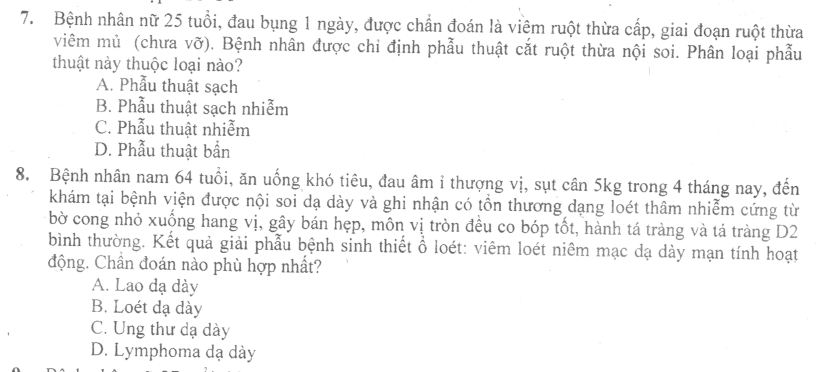 7. Bệnh nhân nữ 25 tuổi, đau bụng 1 ngày, được chẩn đoán là viêm ruột thừa cấp, giai đoạn ruột thừa
viêm mủ (chưa vỡ). Bệnh nhân được chỉ định phẫu thuật cắt ruột thừa nội soi. Phân loại phẫu
thuật này thuộc loại nào?
A. Phẫu thuật sạch
B. Phẫu thuật sạch nhiễm
C. Phẫu thuật nhiễm
D. Phẫu thuật bẩn
8. Bệnh nhân nam 64 tuổi, ăn uống khó tiêu, đau âm ỉ thượng vị, sụt cân 5kg trong 4 tháng nay, đến
khám tại bệnh viện được nội soi dạ dày và ghi nhận có tổn thương dạng loét thâm nhiễm cứng từ
bờ cong nhỏ xuống hang vị, gây bán hẹp, môn vị tròn đều co bóp tốt, hành tá tràng và tá tràng D2
bình thường. Kết quả giải phẫu bệnh sinh thiết ổ loét: viêm loét niêm mạc dạ dày mạn tính hoạt
động. Chẩn đoán nào phù hợp nhất?
A. Lao dạ dày
B. Loét dạ dày
C. Ung thư dạ dày
D. Lymphoma dạ dày